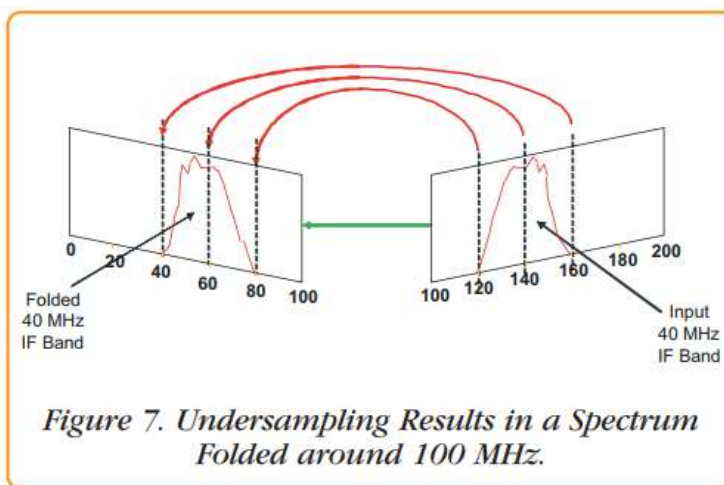 0 20 40 60 80 100
100 120 140 160 180 200
Folded
40 MHz
IF Band
Input
40 MHz
IF Band
Figure 7. Undersampling Results in a Spectrum
Folded around 100 MHz.